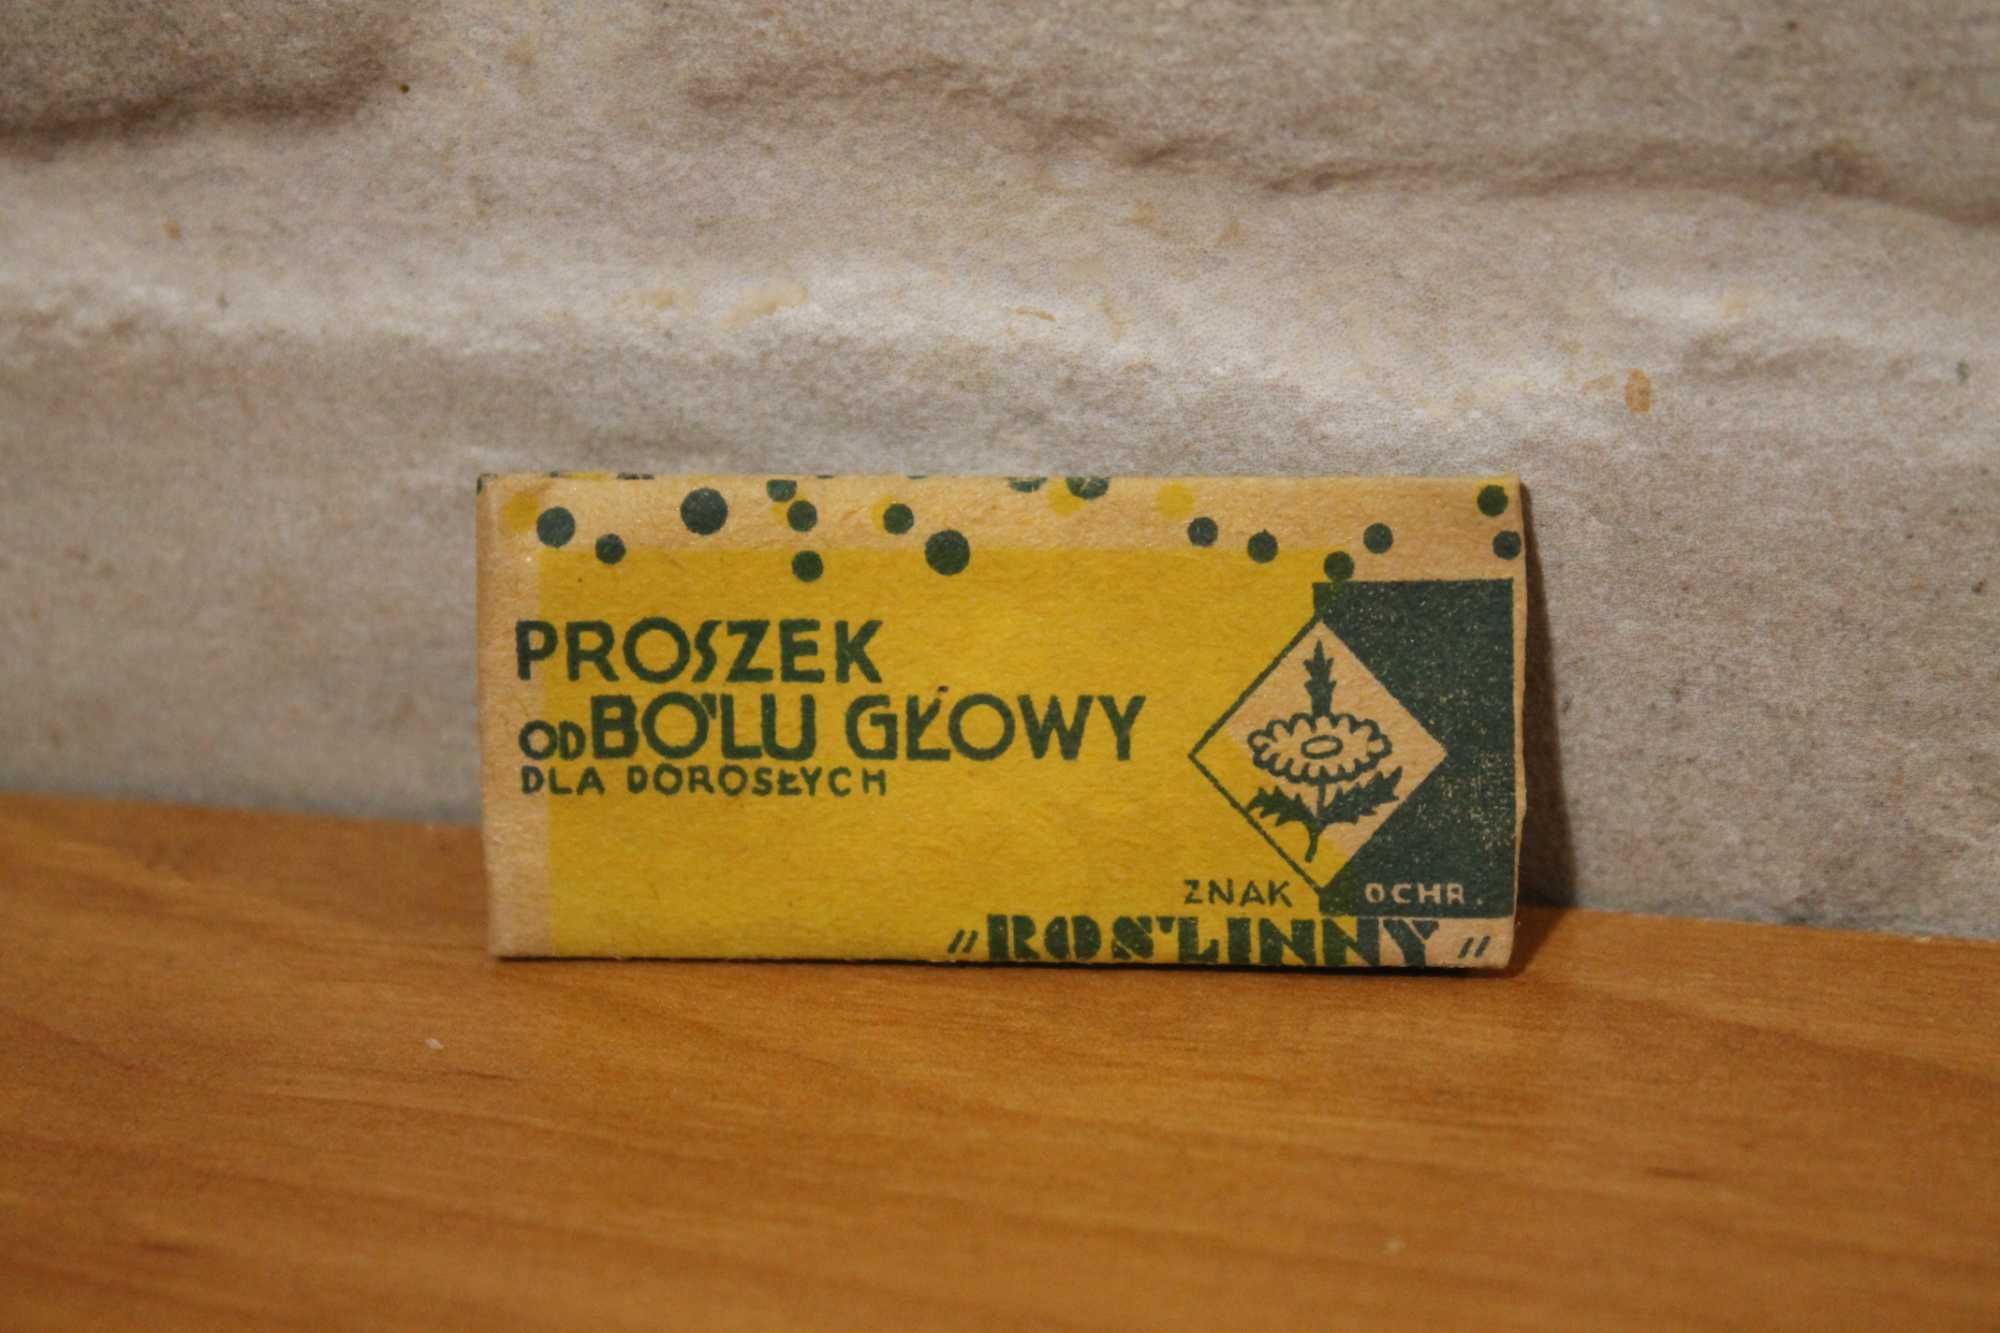 PROSZEK
OD BÓLU GŁOWY
DLA DOROSŁYCH
ZNAK OCHR.
„ROŚLINNY”